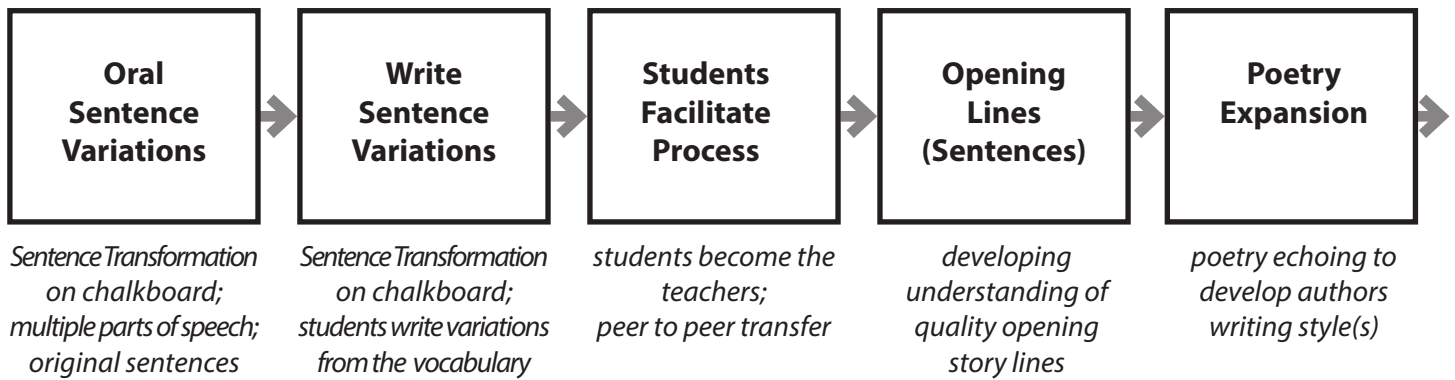 Oral
Sentence
Variations
Write
Sentence
Variations
Students
Facilitate
Process
Opening
Lines
(Sentences)
Poetry
Expansion
Sentence Transformation
on chalkboard;
multiple parts of speech;
original sentences
Sentence Transformation
on chalkboard;
students write variations
from the vocabulary
students become the
teachers;
peer to peer transfer
developing
understanding of
quality opening
story lines
poetry echoing to
develop authors
writing style(s)